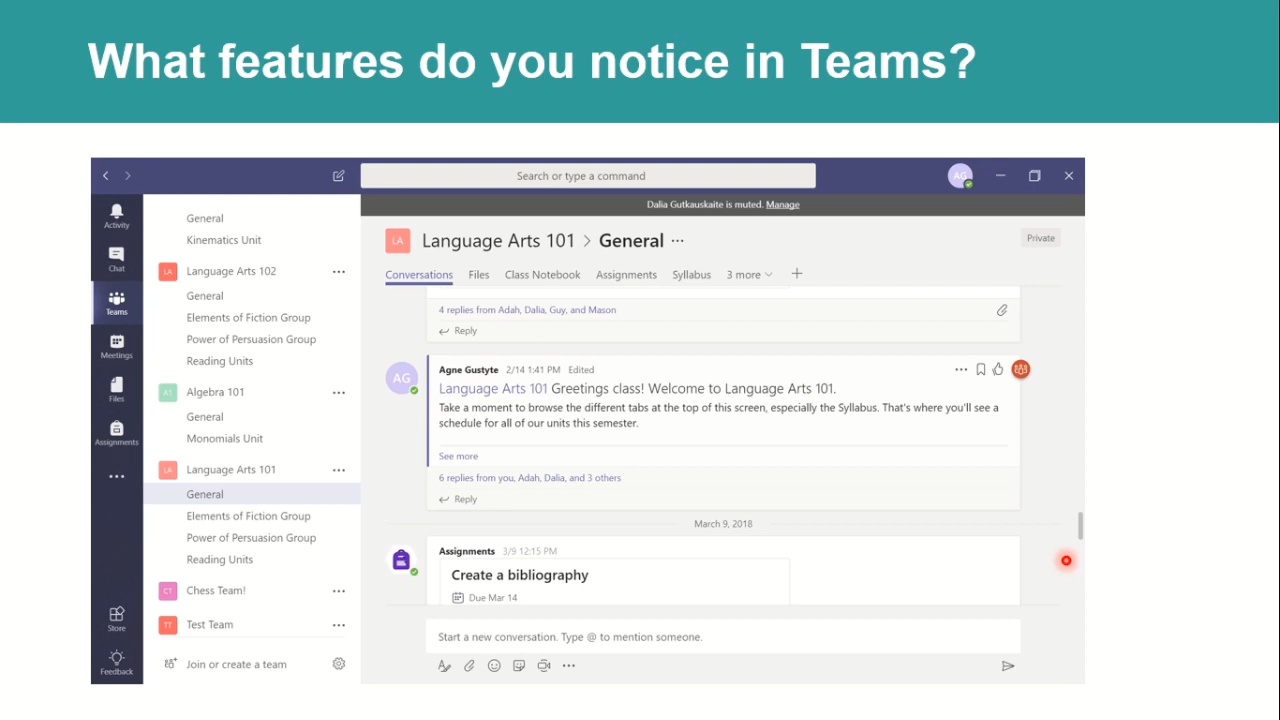 What features do you notice in Teams?
Search or type a command
AG
Dalia Gutkauskaite is muted. Manage
Activity
Chat
Teams
Meetings
Files
Assignments
Store
Feedback
General
Kinematics Unit
LA Language Arts 102 ...
General
Elements of Fiction Group
Power of Persuasion Group
Reading Units
Algebra 101 ...
General
Monomials Unit
LA Language Arts 101 ...
General
Elements of Fiction Group
Power of Persuasion Group
Reading Units
CT Chess Team! ...
TT Test Team ...
Join or create a team
LA Language Arts 101 > General ...
Private
Conversations Files Class Notebook Assignments Syllabus 3 more +
4 replies from Adah, Dalia, Guy, and Mason
Reply
AG
Agne Gustyte 2/14 1:41 PM Edited
Language Arts 101 Greetings class! Welcome to Language Arts 101.
Take a moment to browse the different tabs at the top of this screen, especially the Syllabus. That's where you'll see a
schedule for all of our units this semester.
See more
6 replies from you, Adah, Dalia, and 3 others
Reply
March 9, 2018
Assignments 3/9 12:15 PM
Create a bibliography
Due Mar 14
Start a new conversation. Type @ to mention someone.